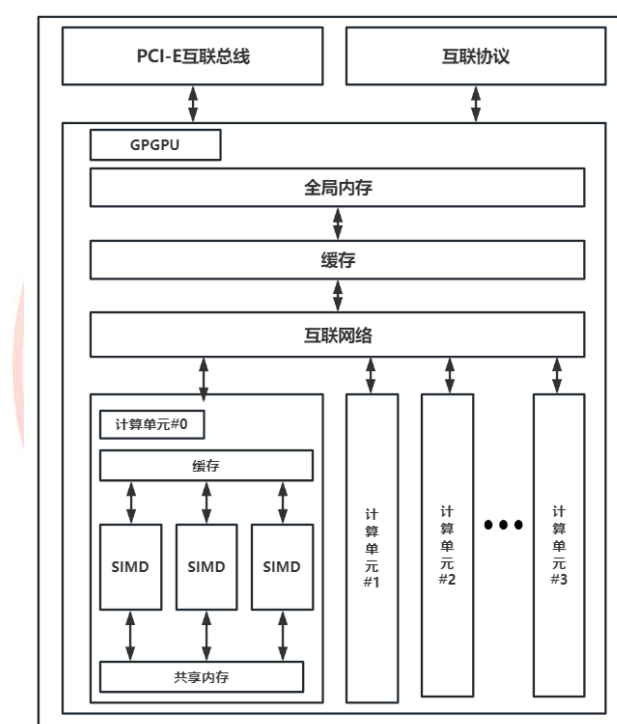 PCI-E互联总线
互联协议
GPGPU
全局内存
缓存
互联网络
计算单元#0
缓存
SIMD
SIMD
SIMD
共享内存
计算单元#1
计算单元#2
•••
计算单元#3